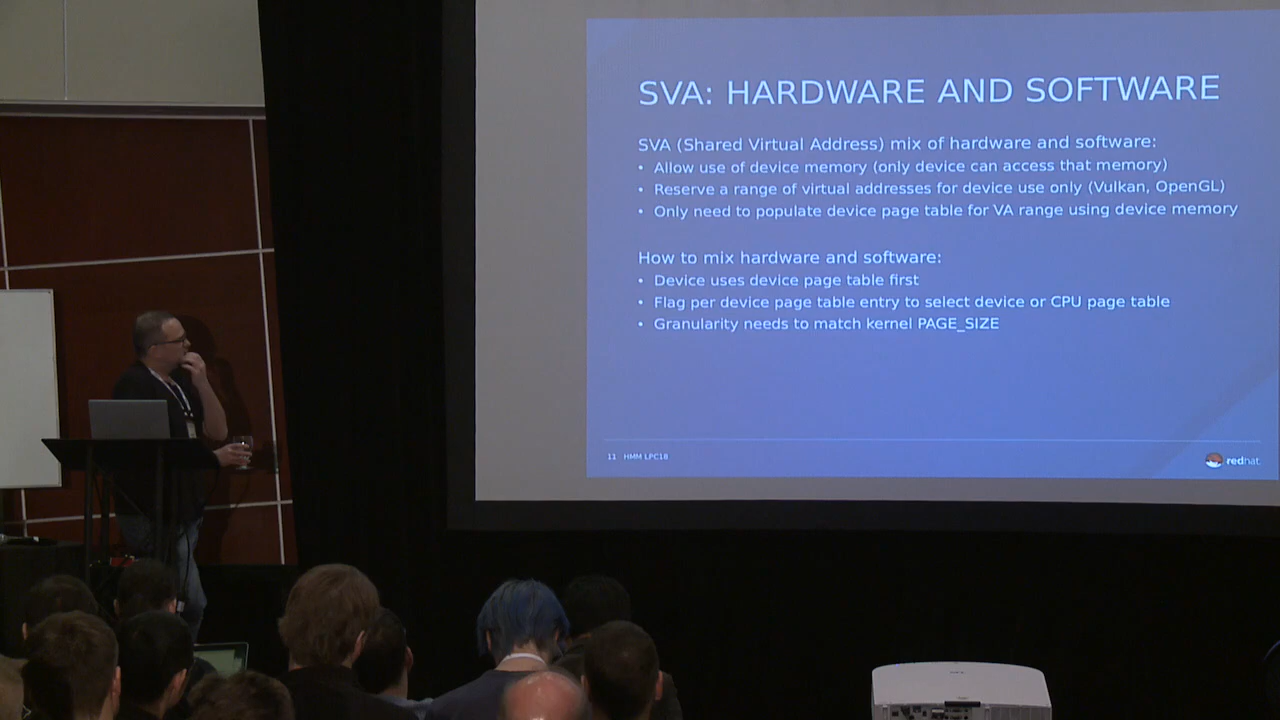 SVA: HARDWARE AND SOFTWARE
SVA (Shared Virtual Address) mix of hardware and software:
• Allow use of device memory (only device can access that memory)
• Reserve a range of virtual addresses for device use only (Vulkan, OpenGL)
• Only need to populate device page table for VA range using device memory
How to mix hardware and software:
• Device uses device page table first
• Flag per device page table entry to select device or CPU page table
• Granularity needs to match kernel PAGE_SIZE
11 HMM LPC18
redhat